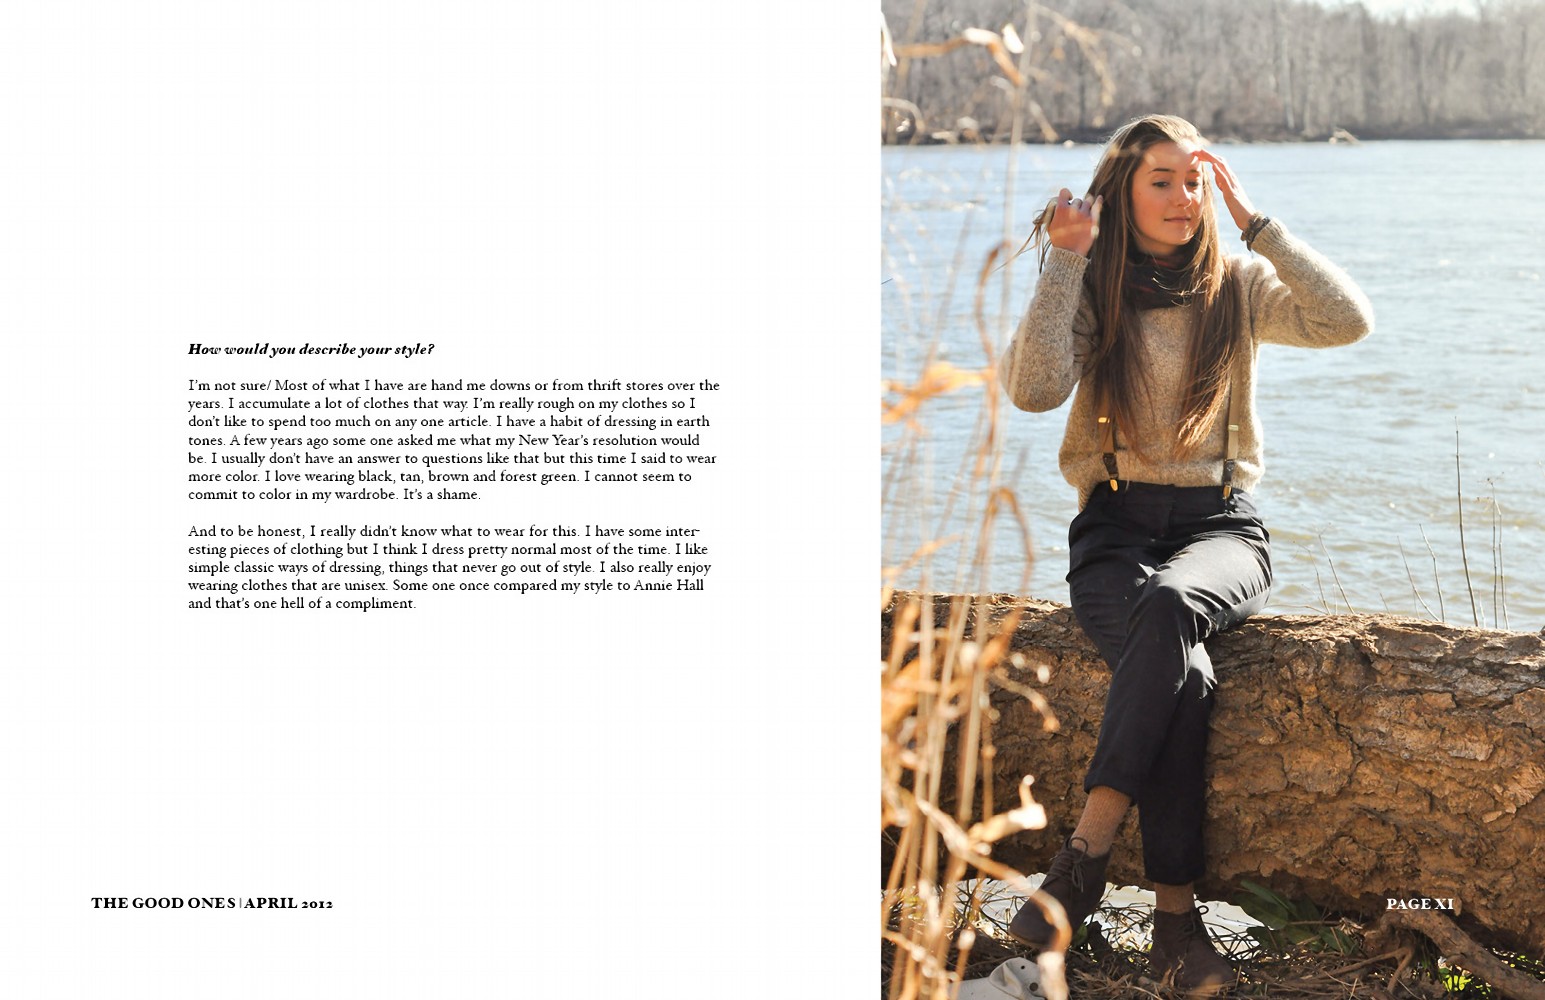 How would you describe your style?
I'm not sure/ Most of what I have are hand me downs or from thrift stores over the
years. I accumulate a lot of clothes that way. I'm really rough on my clothes so I
don't like to spend too much on any one article. I have a habit of dressing in earth
tones. A few years ago some one asked me what my New Year's resolution would
be. I usually don't have an answer to questions like that but this time I said to wear
more color. I love wearing black, tan, brown and forest green. I cannot seem to
commit to color in my wardrobe. It's a shame.
And to be honest, I really didn't know what to wear for this. I have some inter-
esting pieces of clothing but I think I dress pretty normal most of the time. I like
simple classic ways of dressing, things that never go out of style. I also really enjoy
wearing clothes that are unisex. Some one once compared my style to Annie Hall
and that's one hell of a compliment.
THE GOOD ONES | APRIL 2012
PAGE XI